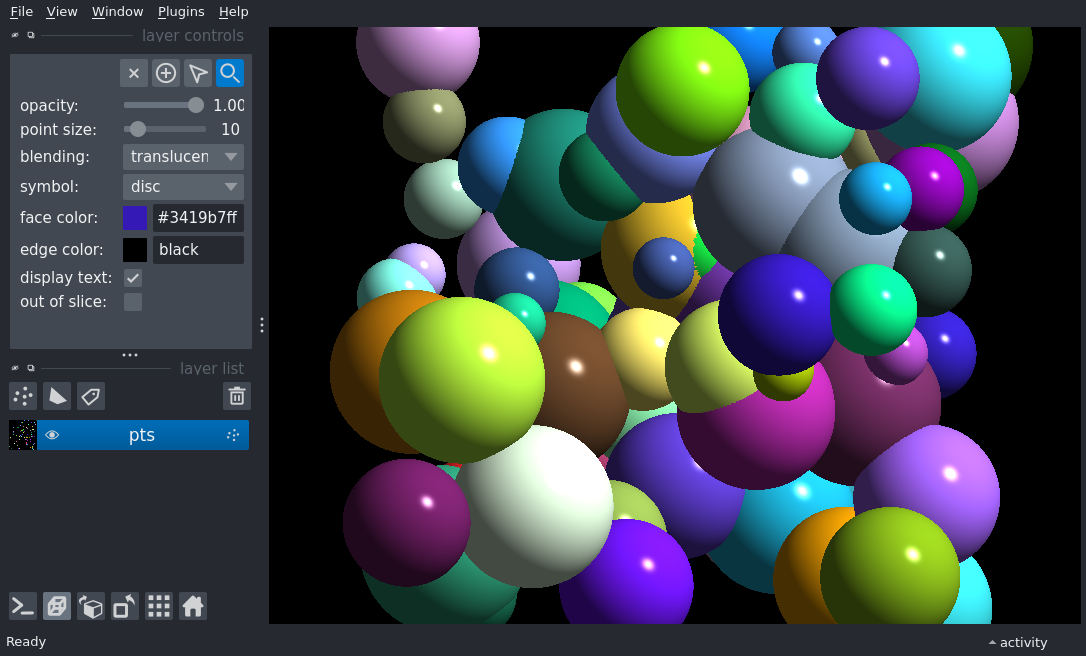 File View Window Plugins Help
layer controls
opacity: 1.00
point size: 10
blending: translucen
symbol: disc
face color: #3419b7ff
edge color: black
display text:
out of slice:
layer list
pts
Ready
activity